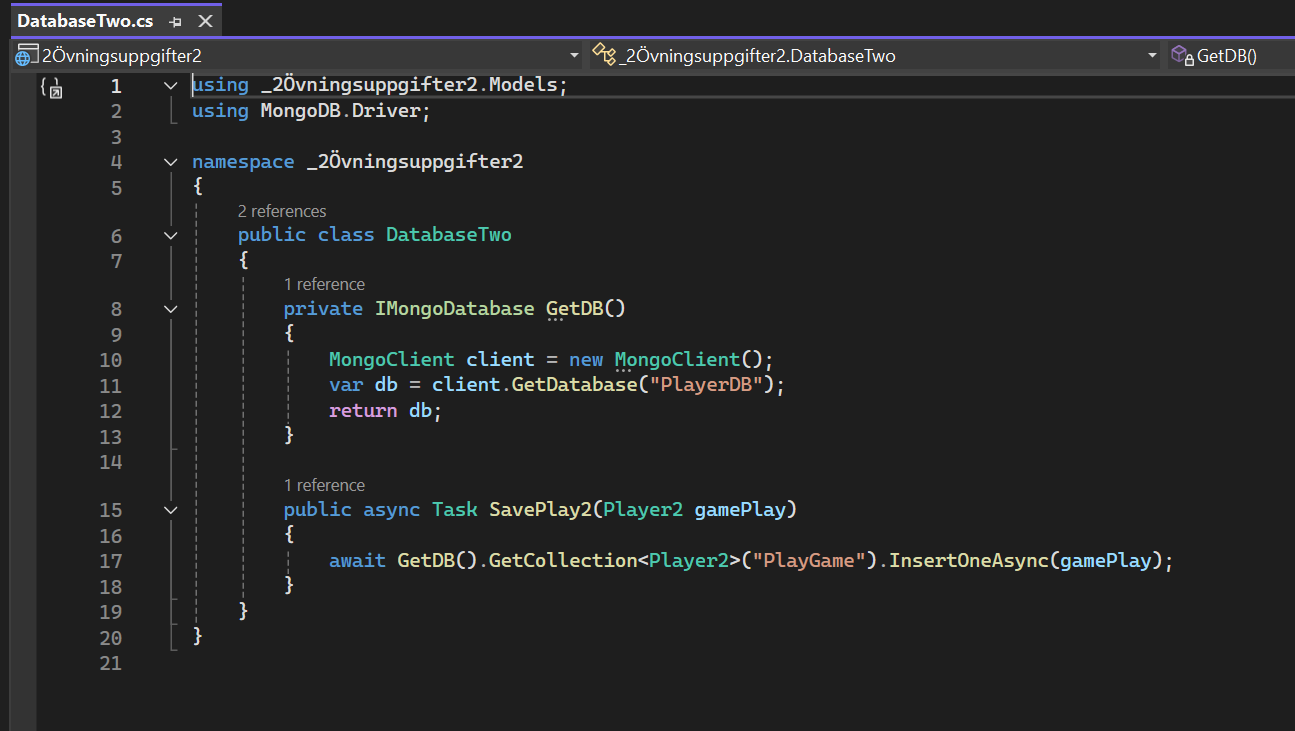 DatabaseTwo.cs
2Övningsuppgifter2 _2Övningsuppgifter2.DatabaseTwo GetDB()
1 using _2Övningsuppgifter2.Models;
2 using MongoDB.Driver;
3
4 namespace _2Övningsuppgifter2
5 {
2 references
6 public class DatabaseTwo
7 {
1 reference
8 private IMongoDatabase GetDB()
9 {
10 MongoClient client = new MongoClient();
11 var db = client.GetDatabase("PlayerDB");
12 return db;
13 }
14
1 reference
15 public async Task SavePlay2(Player2 gamePlay)
16 {
17 await GetDB().GetCollection<Player2>("PlayGame").InsertOneAsync(gamePlay);
18 }
19 }
20 }
21